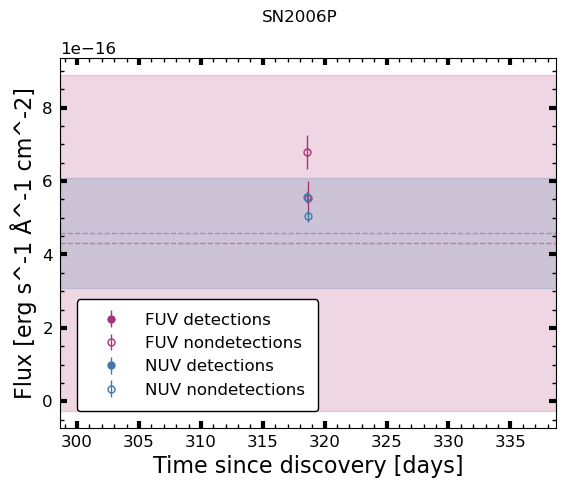 SN2006P
1e−16
8
6
4
2
0
Flux [erg s^-1 Å^-1 cm^-2]
FUV detections
FUV nondetections
NUV detections
NUV nondetections
300 305 310 315 320 325 330 335
Time since discovery [days]